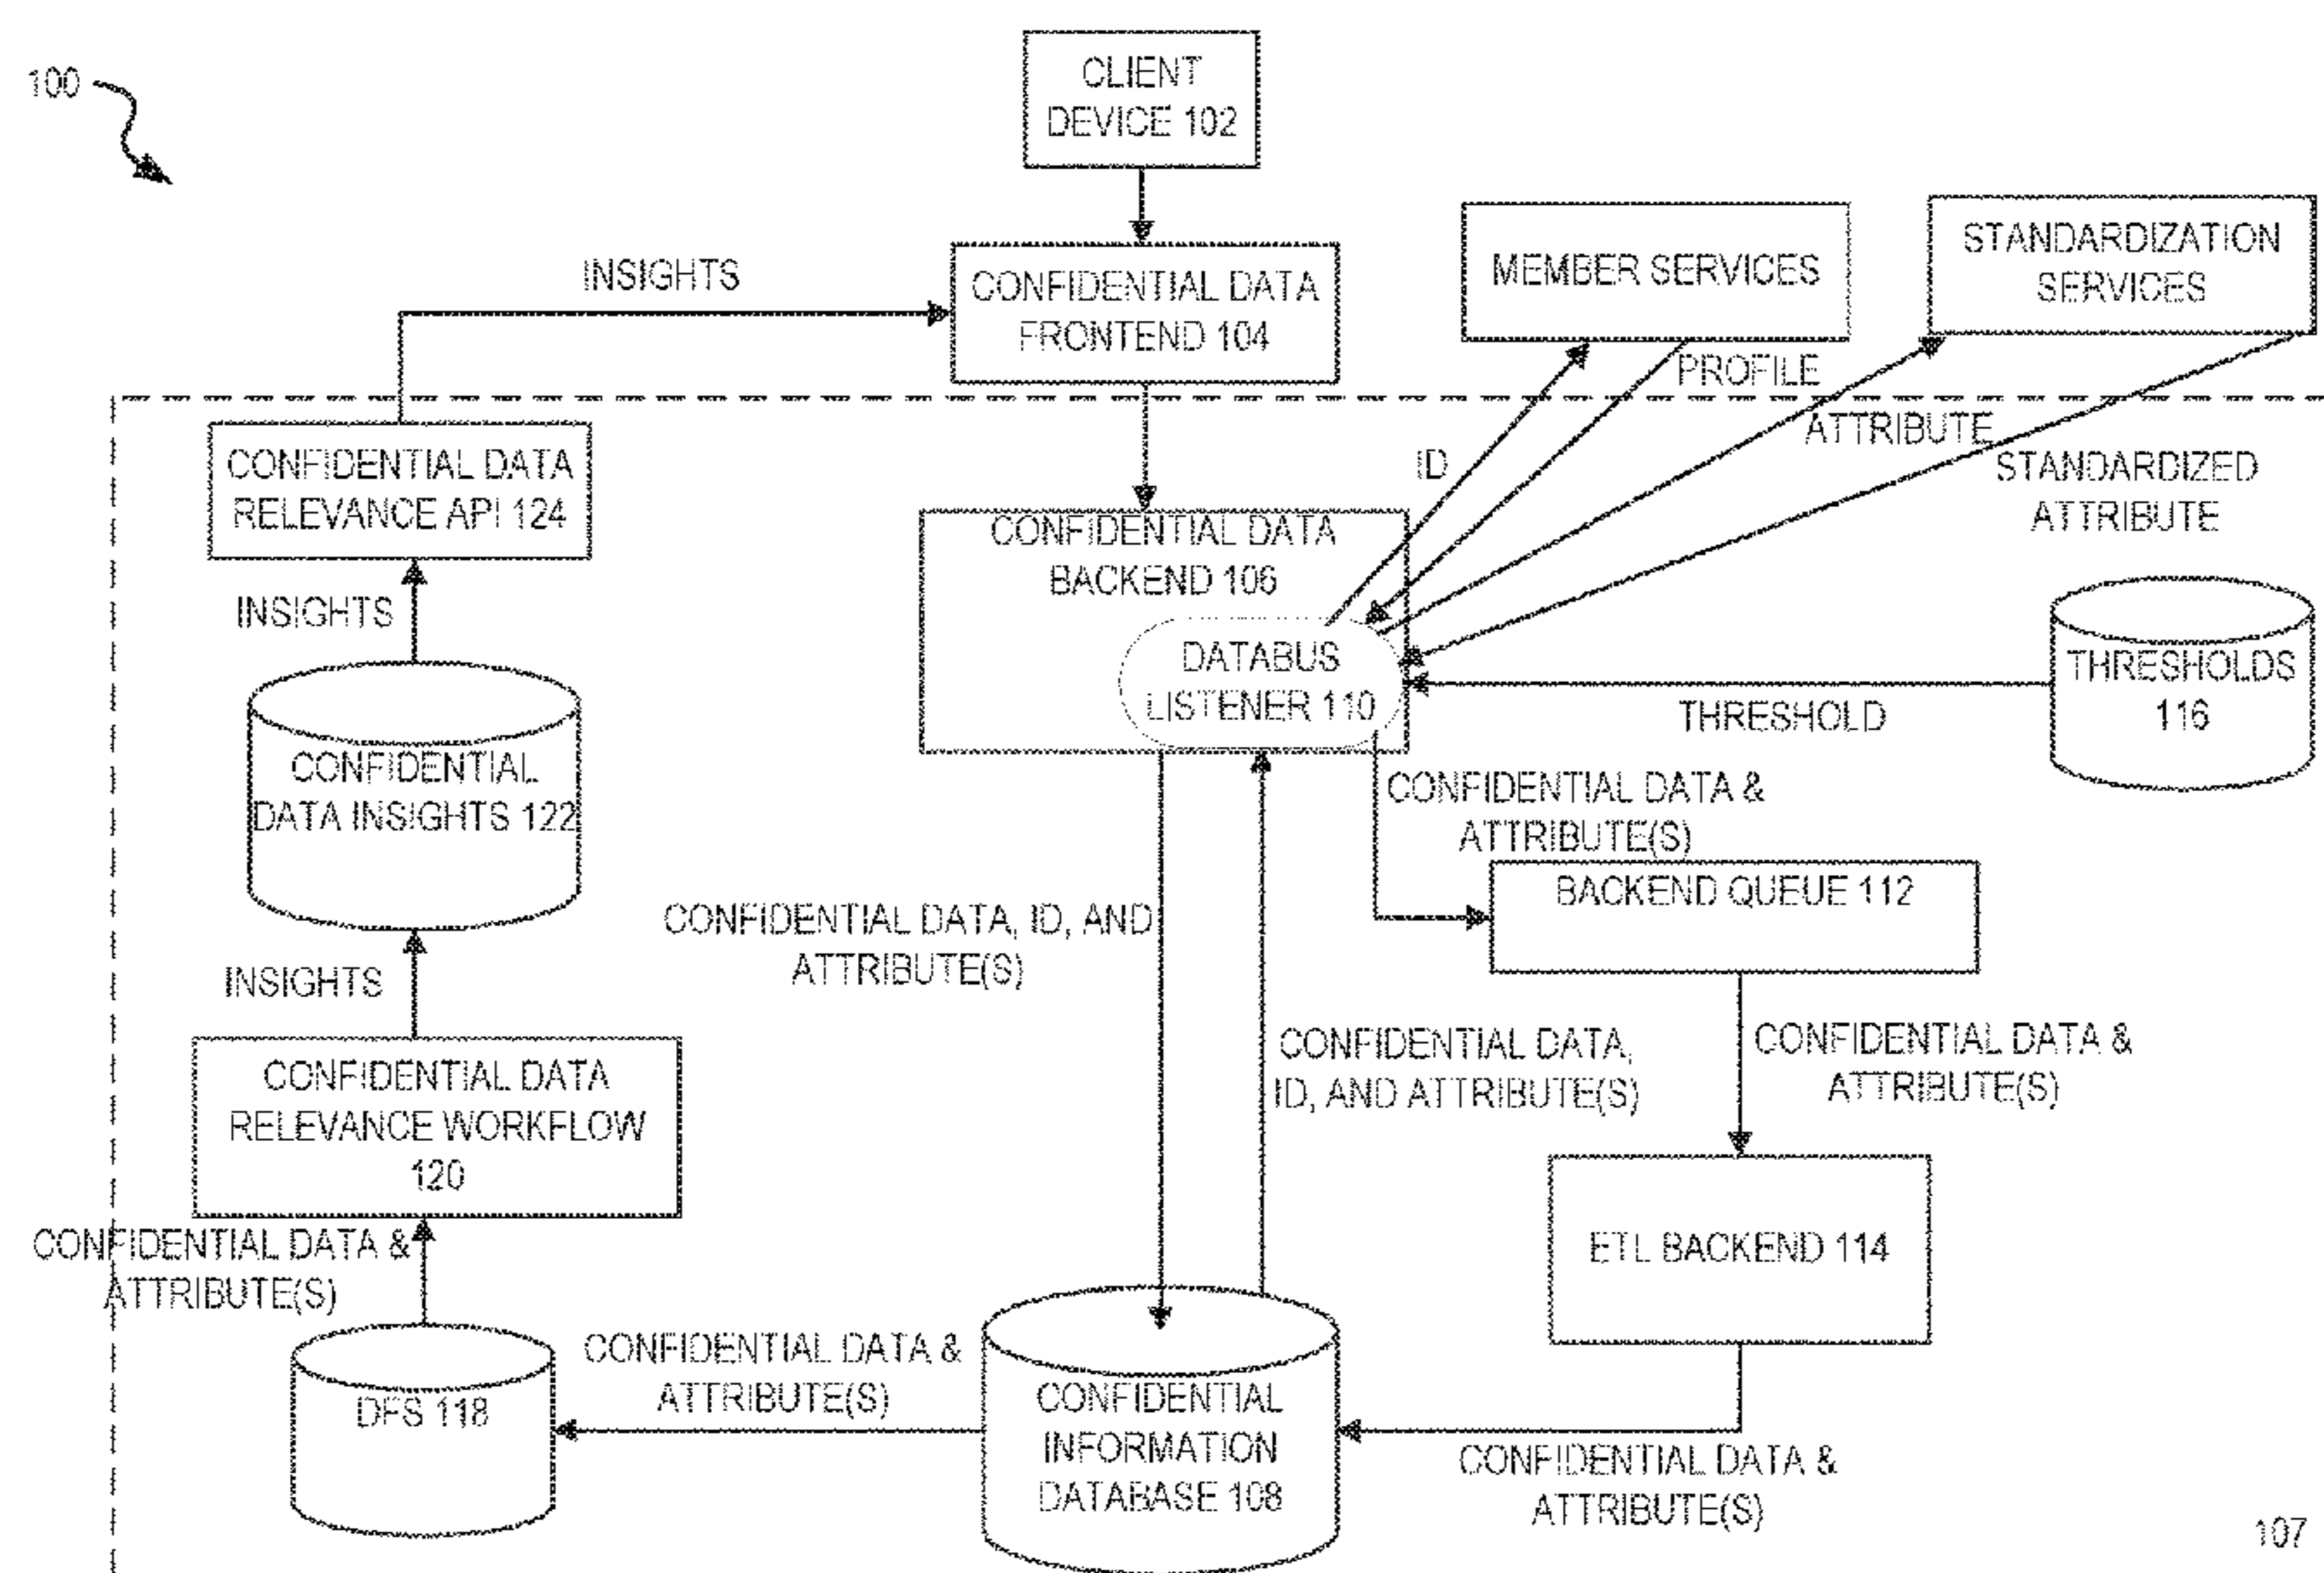 100
CLIENT
DEVICE 102
INSIGHTS
CONFIDENTIAL DATA
FRONTEND 104
MEMBER SERVICES
STANDARDIZATION
SERVICES
PROFILE
ATTRIBUTE
ID
STANDARDIZED
ATTRIBUTE
CONFIDENTIAL DATA
RELEVANCE API 124
CONFIDENTIAL DATA
BACKEND 106
DATABUS
LISTENER 110
THRESHOLD
THRESHOLDS
116
INSIGHTS
CONFIDENTIAL
DATA INSIGHTS 122
CONFIDENTIAL DATA &
ATTRIBUTE(S)
BACKEND QUEUE 112
CONFIDENTIAL DATA, ID, AND
ATTRIBUTE(S)
INSIGHTS
CONFIDENTIAL DATA,
ID, AND ATTRIBUTE(S)
CONFIDENTIAL DATA &
ATTRIBUTE(S)
CONFIDENTIAL DATA
RELEVANCE WORKFLOW
120
ETL BACKEND 114
CONFIDENTIAL DATA &
ATTRIBUTE(S)
DFS 118
CONFIDENTIAL DATA &
ATTRIBUTE(S)
CONFIDENTIAL
INFORMATION
DATABASE 108
CONFIDENTIAL DATA &
ATTRIBUTE(S)
107